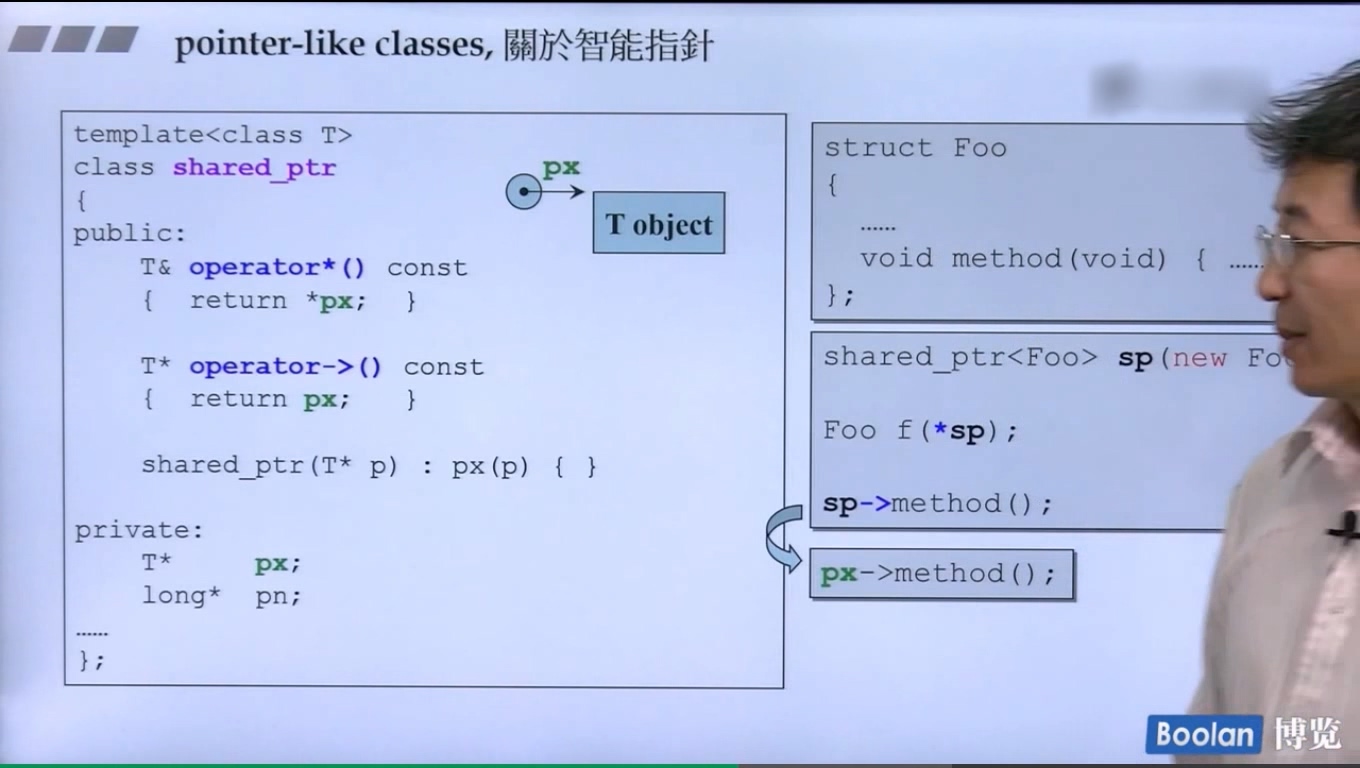 pointer-like classes, 關於智能指針
template<class T>
class shared_ptr
{
public:
T& operator*() const
{ return *px; }
T* operator->() const
{ return px; }
shared_ptr(T* p) : px(p) { }
private:
T* px;
long* pn;
……
};
px
T object
struct Foo
{
……
void method(void) { ……
};
shared_ptr<Foo> sp(new
Foo f(*sp);
sp->method();
px->method();
Boolan 博览